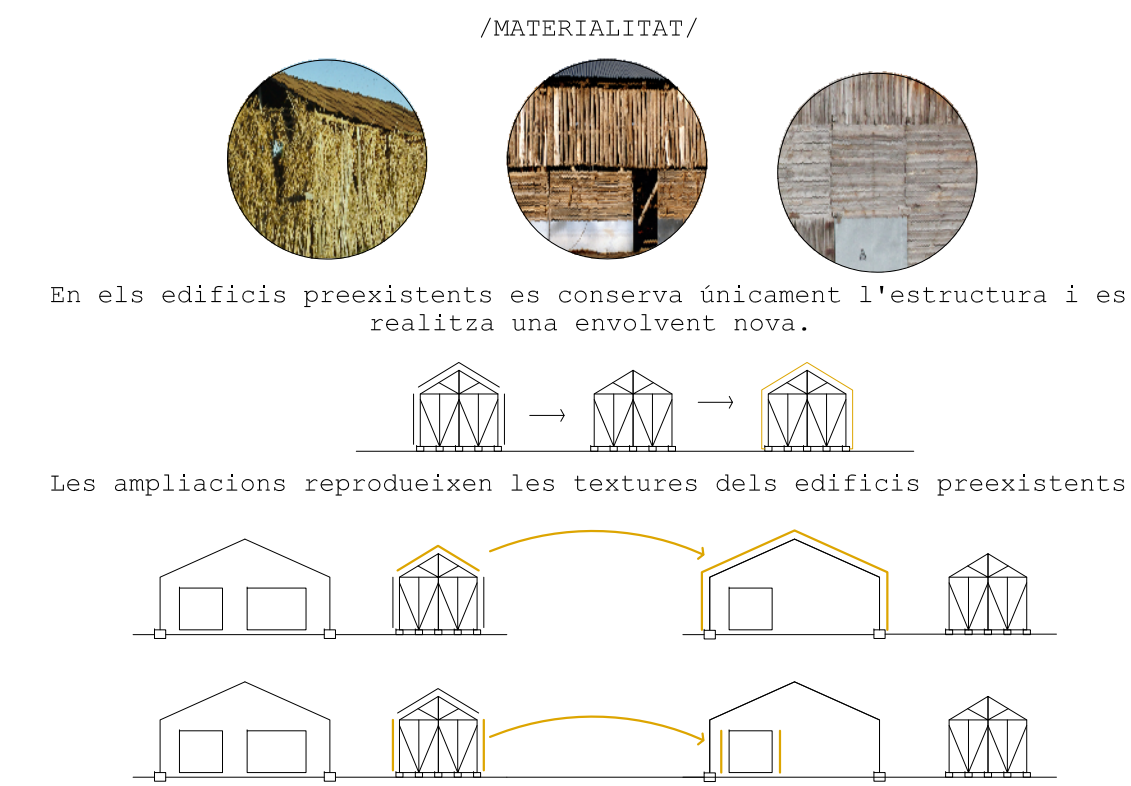 /MATERIALITAT/
En els edificis preexistents es conserva únicament l'estructura i es
realitza una envolvent nova.
Les ampliacions reprodueixen les textures dels edificis preexistents